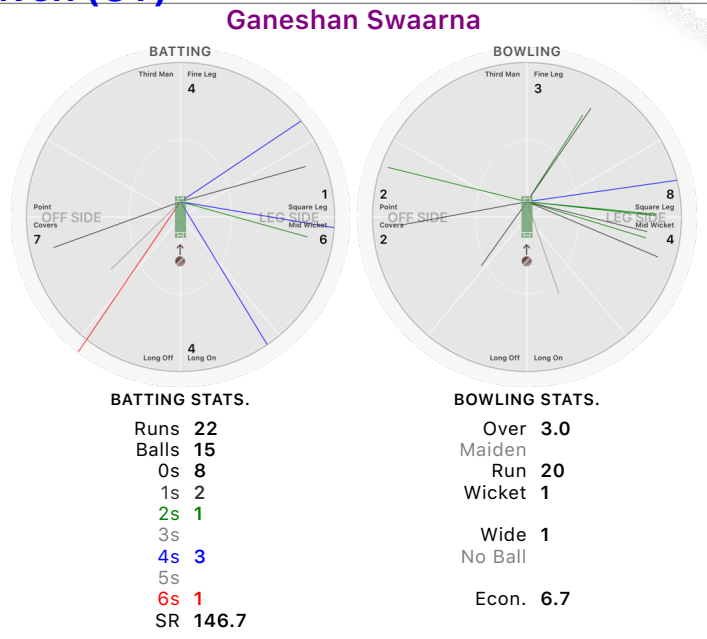 Ganeshan Swaarna
BATTING
Third Man
Fine Leg
4
1
Square Leg
Point
OFF SIDE
LEG SIDE
Covers
Mid Wicket
7
6
4
Long Off
Long On
BOWLING
Third Man
Fine Leg
3
2
8
Point
Square Leg
OFF SIDE
LEG SIDE
Covers
Mid Wicket
2
4
Long Off
Long On
BATTING STATS.
Runs 22
Balls 15
0s 8
1s 2
2s 1
3s
4s 3
5s
6s 1
SR 146.7
BOWLING STATS.
Over 3.0
Maiden
Run 20
Wicket 1
Wide 1
No Ball
Econ. 6.7